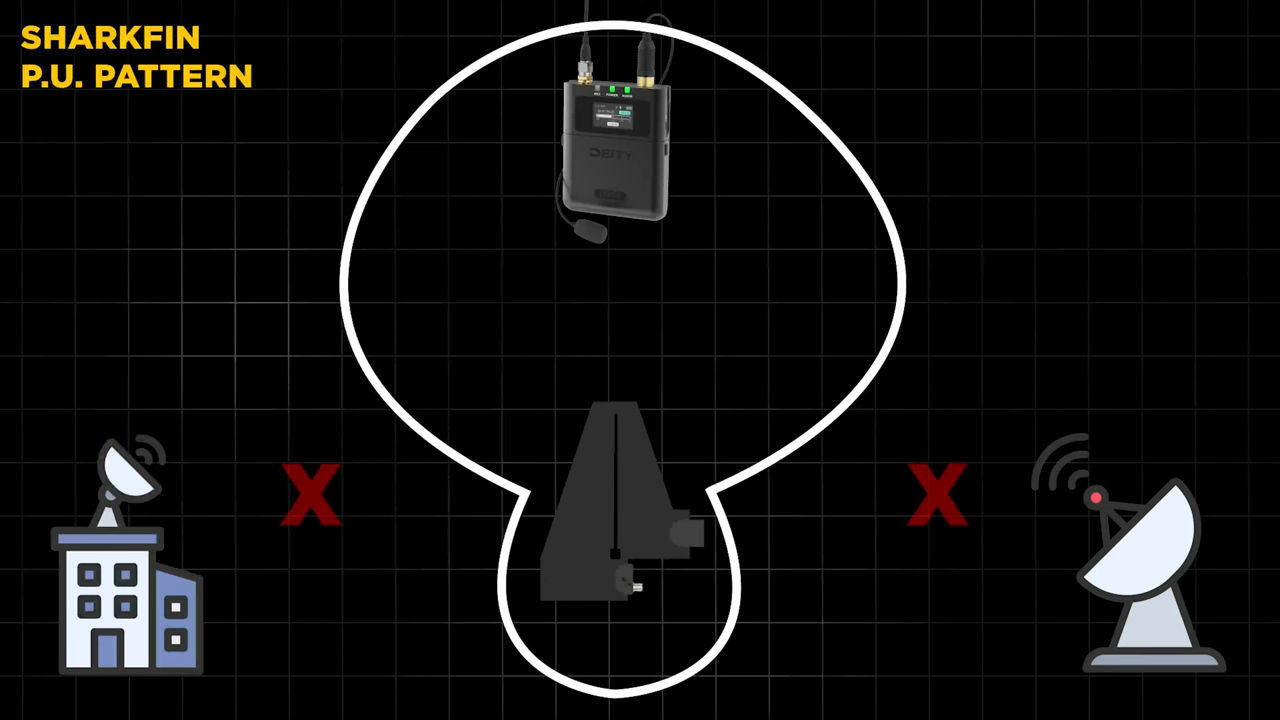 SHARKFIN
P.U. PATTERN
DEITY
X
X